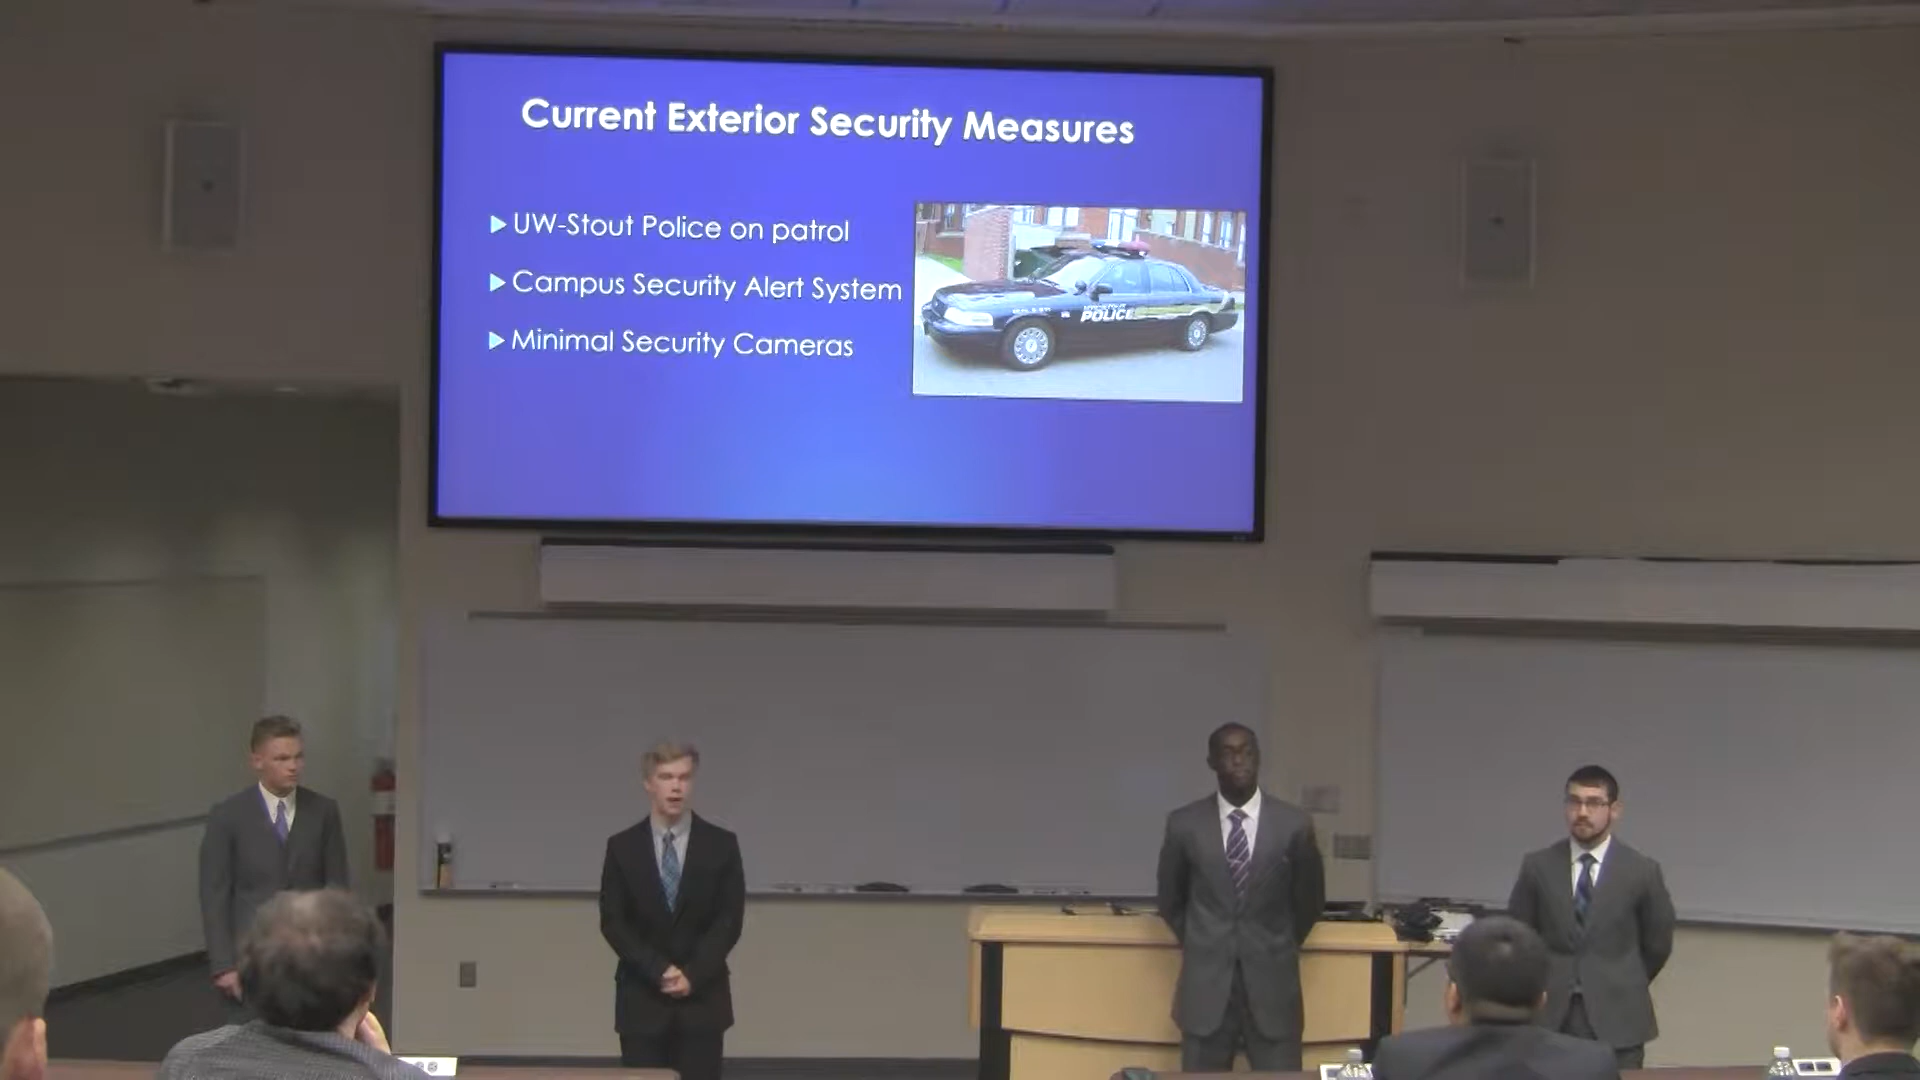 Current Exterior Security Measures
UW-Stout Police on patrol
Campus Security Alert System
Minimal Security Cameras
POLICE